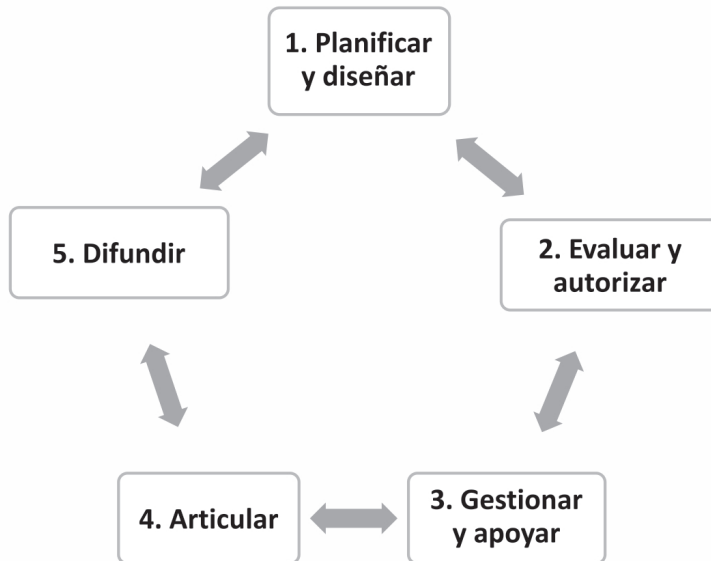 1. Planificar
y diseñar
2. Evaluar y
autorizar
3. Gestionar
y apoyar
4. Articular
5. Difundir